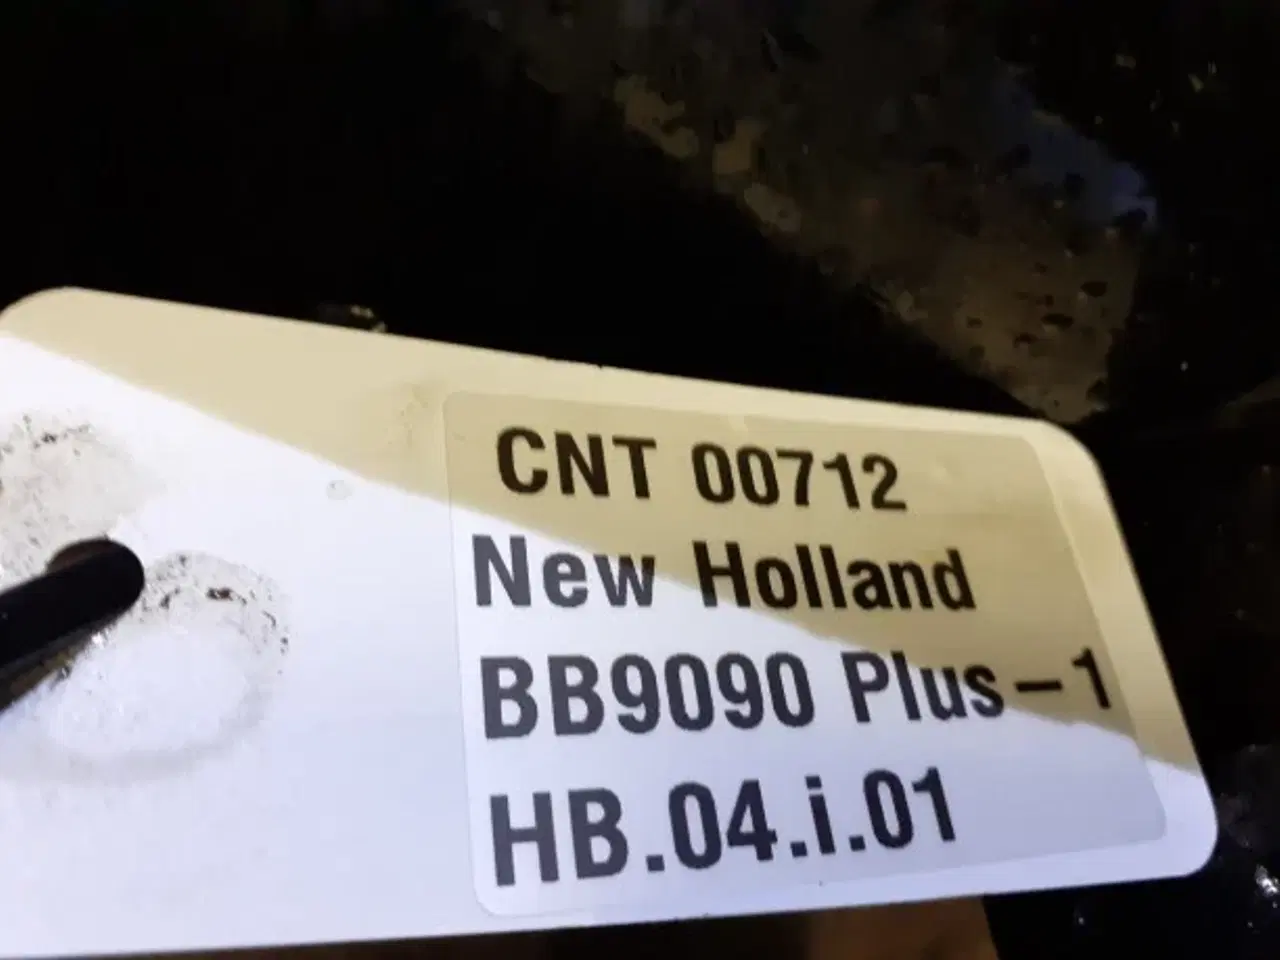 CNT 00712
New Holland
BB9090 Plus-1
HB.04.i.01